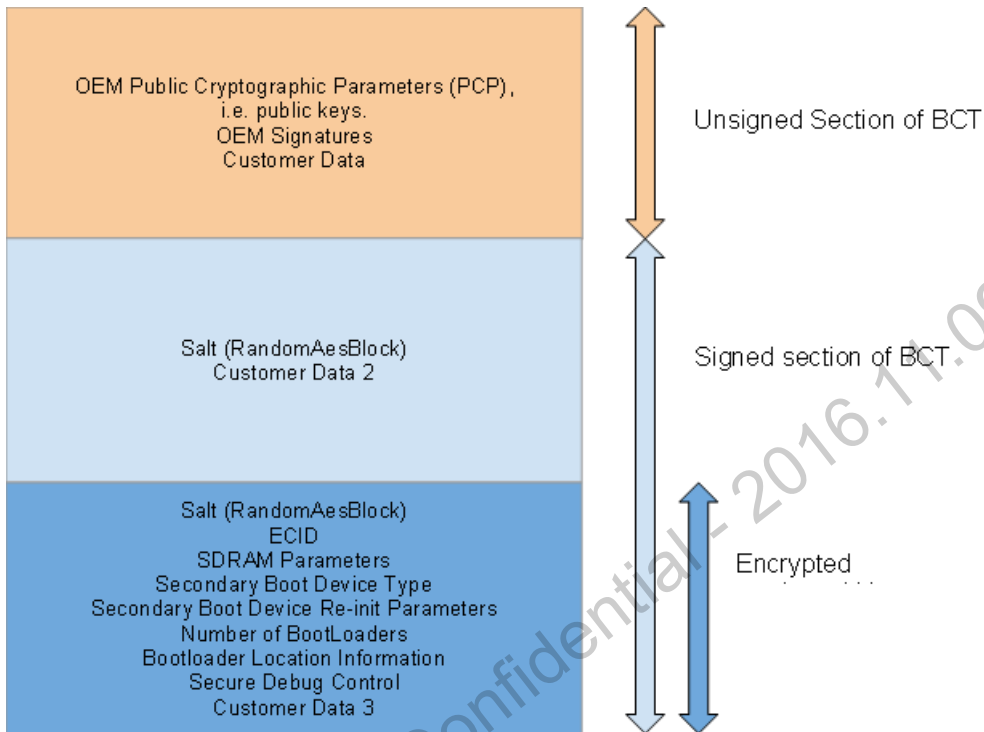 OEM Public Cryptographic Parameters (PCP),
i.e. public keys.
OEM Signatures
Customer Data
Unsigned Section of BCT
Salt (RandomAesBlock)
Customer Data 2
Signed section of BCT
Salt (RandomAesBlock)
ECID
SDRAM Parameters
Secondary Boot Device Type
Secondary Boot Device Re-init Parameters
Number of BootLoaders
Bootloader Location Information
Secure Debug Control
Customer Data 3
Encrypted
Confidential - 2016.11.0